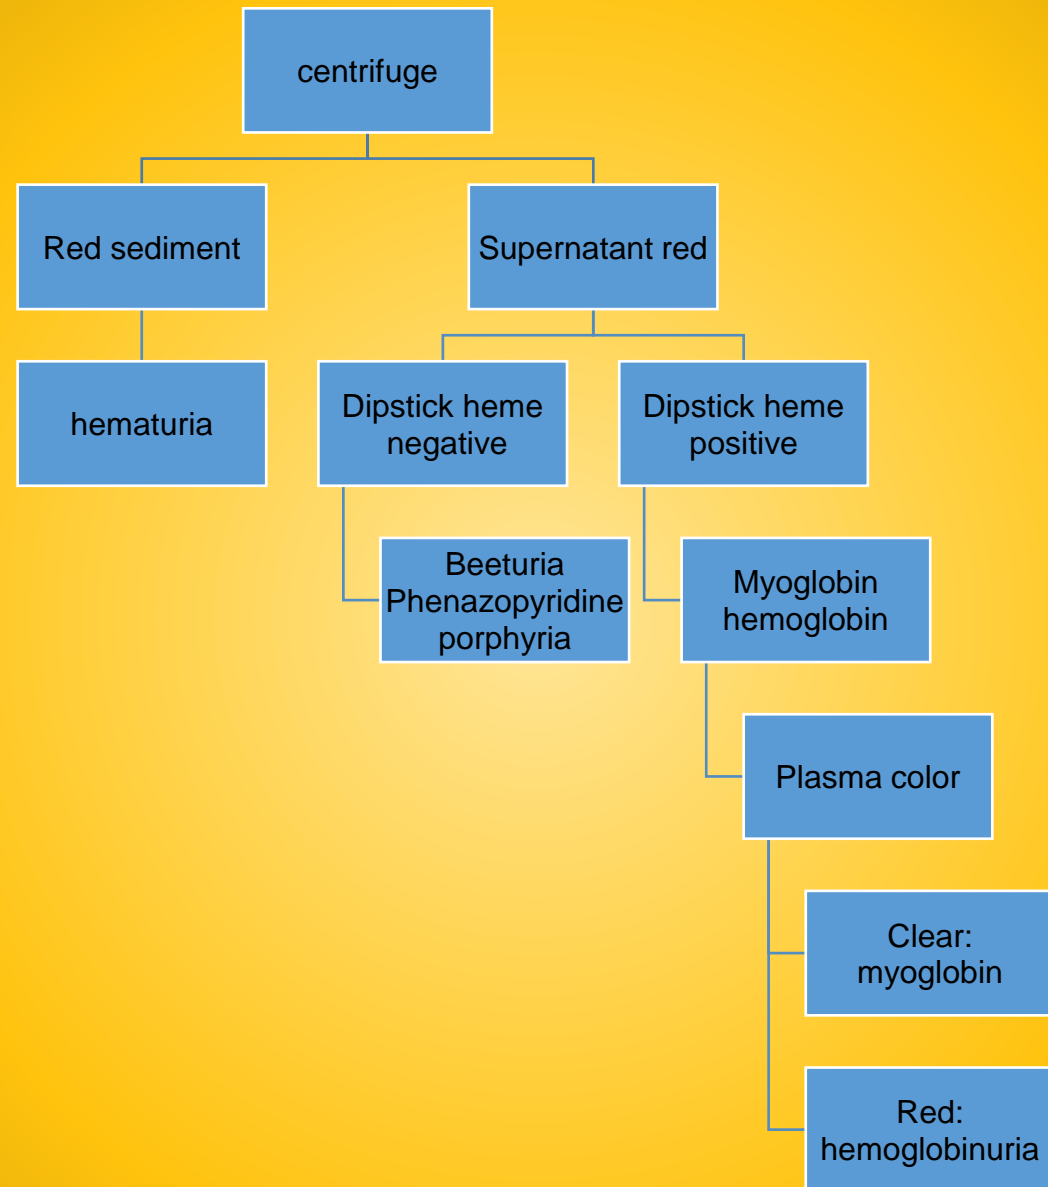 centrifuge
Red sediment
Supernatant red
hematuria
Dipstick heme
negative
Dipstick heme
positive
Beeturia
Phenazopyridine
porphyria
Myoglobin
hemoglobin
Plasma color
Clear:
myoglobin
Red:
hemoglobinuria